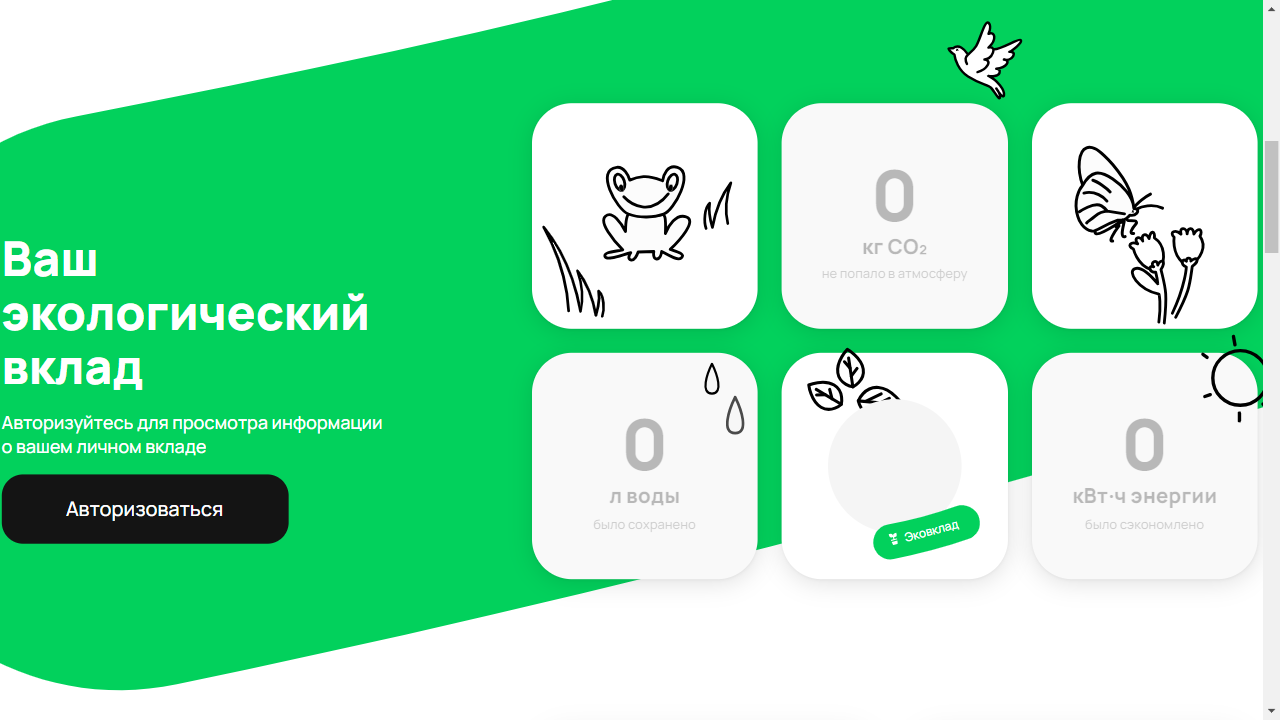 Ваш
экологический
вклад
Авторизуйтесь для просмотра информации
о вашем личном вкладе
Авторизоваться
0
кг CO₂
не попало в атмосферу
0
л воды
было сохранено
Эковклад
0
кВт·ч энергии
было сэкономлено